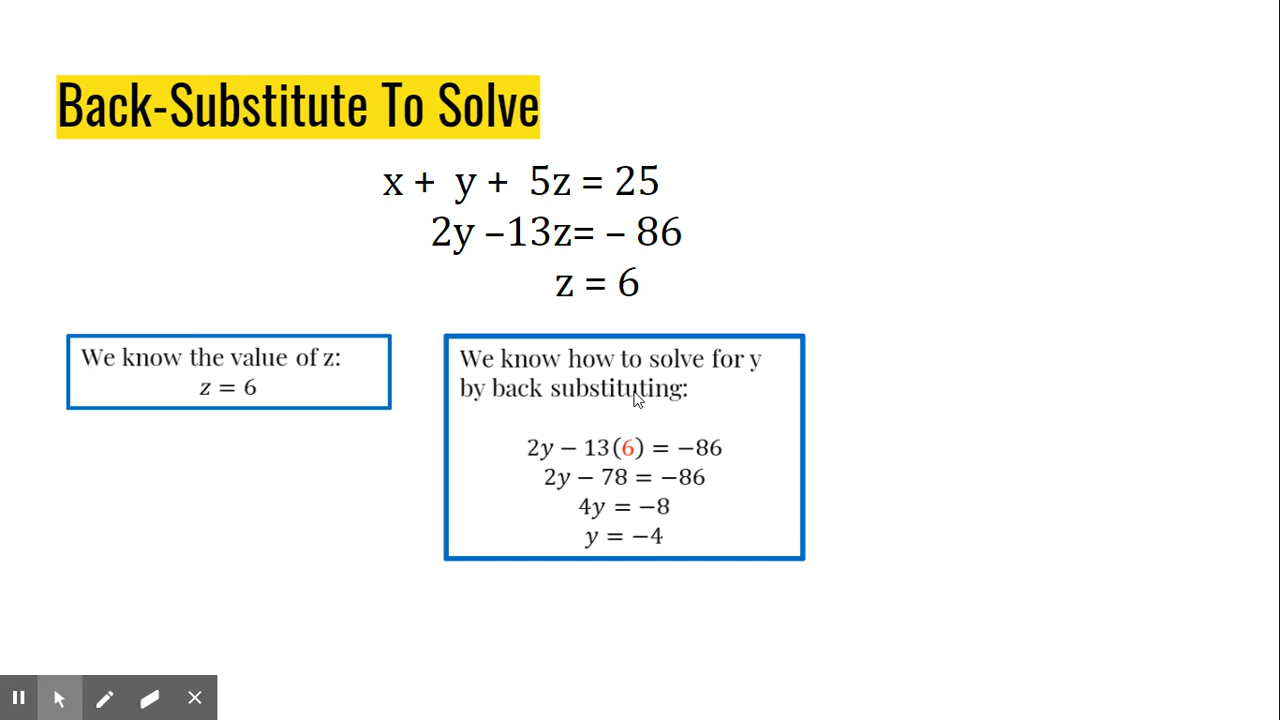 Back-Substitute To Solve
x + y + 5z = 25
2y –13z= – 86
z = 6
We know the value of z:
z = 6
We know how to solve for y
by back substituting:
2y − 13(6) = −86
2y − 78 = −86
4y = −8
y = −4